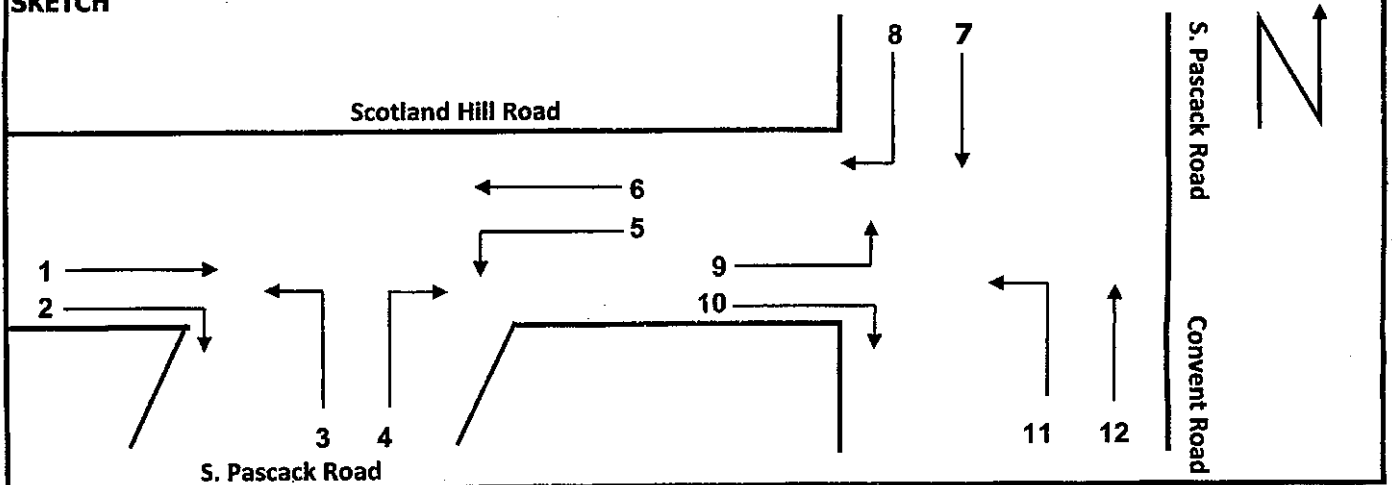 SKETCH
8 7
S. Pascack Road
N
Scotland Hill Road
6
5
1
9
2
10
Convent Road
3 4
11 12
S. Pascack Road